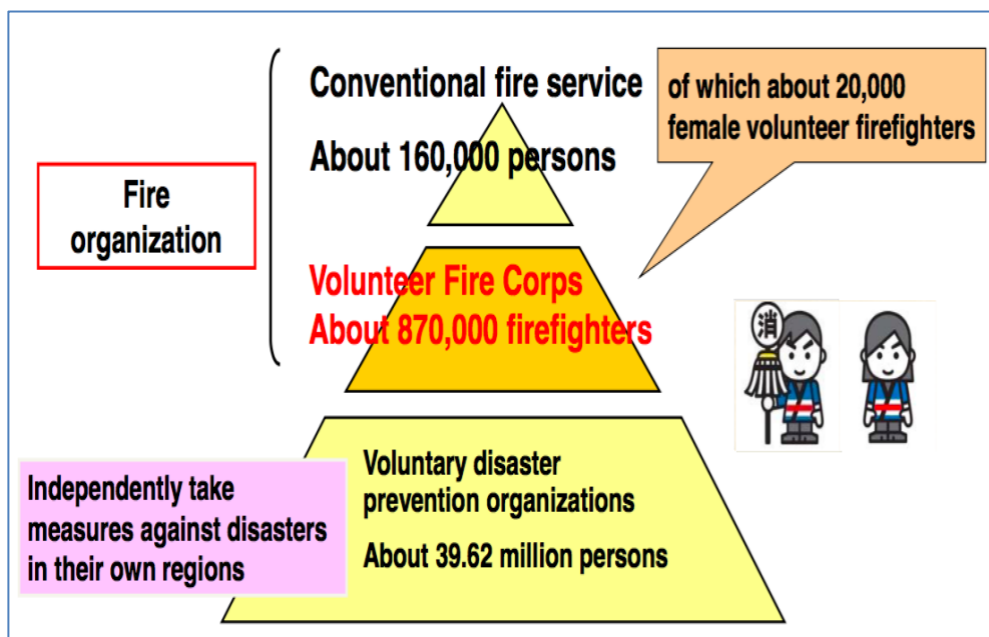 Conventional fire service
About 160,000 persons
of which about 20,000
female volunteer firefighters
Fire
organization
Volunteer Fire Corps
About 870,000 firefighters
消
Voluntary disaster
prevention organizations
About 39.62 million persons
Independently take
measures against disasters
in their own regions